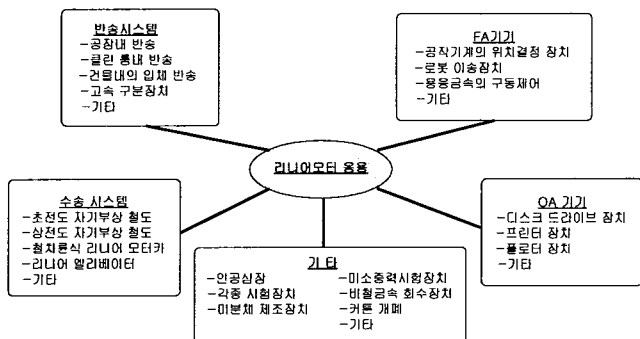 반송시스템
-공장내 반송
-클린 룸내 반송
-건물내의 입체 반송
-고속 구분장치
-기타
FA기기
-공작기계의 위치결정 장치
-로봇 이송장치
-용융금속의 구동제어
-기타
리니어모터 응용
수송 시스템
-초전도 자기부상 철도
-상전도 자기부상 철도
-철차륜식 리니어 모터카
-리니어 엘리베이터
-기타
기 타
-인공심장
-각종 시험장치
-미분체 제조장치
-미소중력시험장치
-비철금속 회수장치
-커튼 개폐
-기타
OA 기기
-디스크 드라이브 장치
-프린터 장치
-플로터 장치
-기타